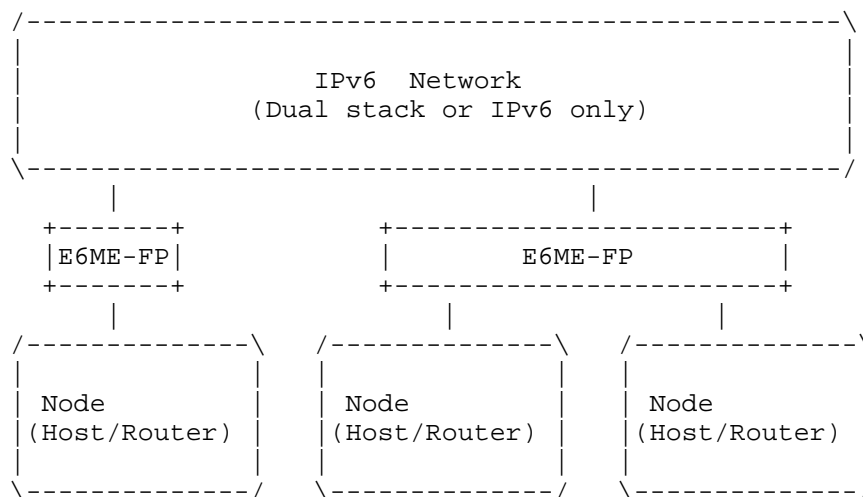 IPv6 Network
(Dual stack or IPv6 only)
E6ME-FP E6ME-FP
Node Node Node
(Host/Router) (Host/Router) (Host/Router)